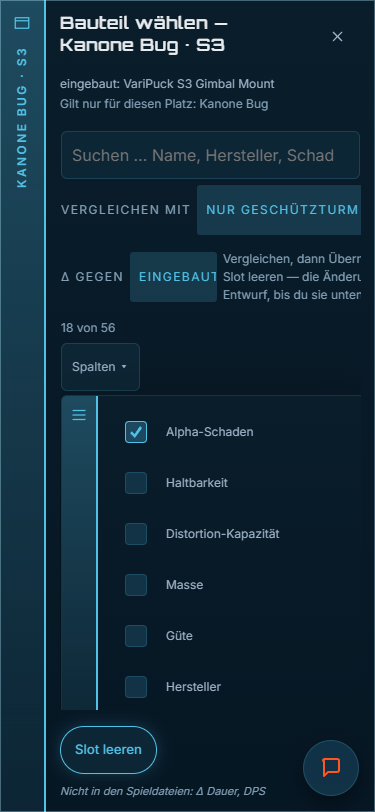 KANONE BUG · S3
Bauteil wählen —
Kanone Bug · S3
eingebaut: VariPuck S3 Gimbal Mount
Gilt nur für diesen Platz: Kanone Bug
Suchen … Name, Hersteller, Schad
VERGLEICHEN MIT NUR GESCHÜTZTURM
Δ GEGEN EINGEBAUT
Vergleichen, dann Übern
Slot leeren — die Änderu
Entwurf, bis du sie unter
18 von 56
Spalten
Alpha-Schaden
Haltbarkeit
Distortion-Kapazität
Masse
Güte
Hersteller
Slot leeren
Nicht in den Spieldateien: Δ Dauer, DPS